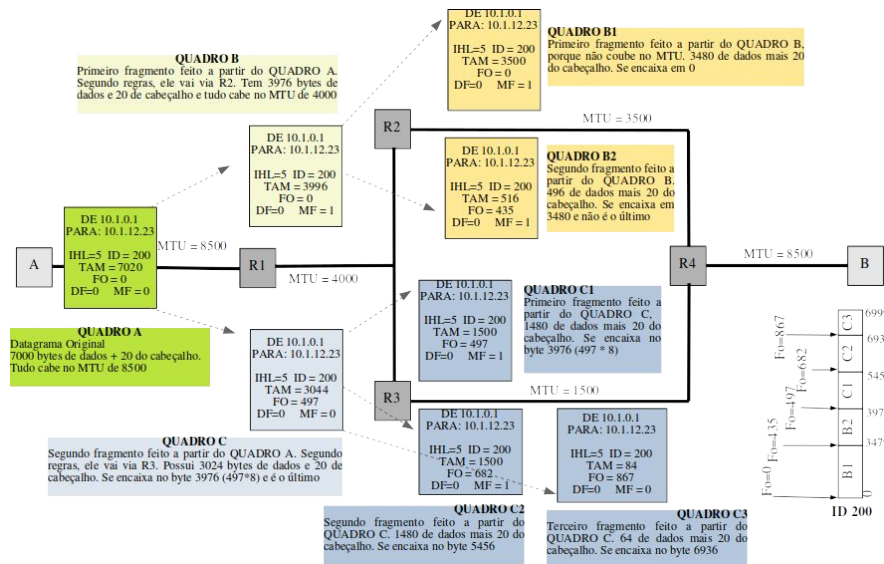 QUADRO B
Primeiro fragmento feito a partir do QUADRO A.
Segundo regras, ele vai via R2. Tem 3976 bytes de
dados e 20 de cabeçalho e tudo cabe no MTU de 4000
DE 10.1.0.1
PARA: 10.1.12.23
IHL=5 ID = 200
TAM = 3500
FO = 0
DF=0 MF = 1
QUADRO B1
Primeiro fragmento feito a partir do QUADRO B,
porque não coube no MTU. 3480 de dados mais 20
do cabeçalho. Se encaixa em 0
R2
MTU = 3500
DE 10.1.0.1
PARA: 10.1.12.23
IHL=5 ID = 200
TAM = 3996
FO = 0
DF=0 MF = 1
DE 10.1.0.1
PARA: 10.1.12.23
IHL=5 ID = 200
TAM = 516
FO = 435
DF=0 MF = 1
QUADRO B2
Segundo fragmento feito a
partir do QUADRO B.
496 de dados mais 20 do
cabeçalho. Se encaixa em
3480 e não é o último
A
DE 10.1.0.1
PARA: 10.1.12.23
IHL=5 ID = 200
TAM = 7020
FO = 0
DF=0 MF = 0
MTU = 8500
R1
MTU = 4000
R4
MTU = 8500
B
QUADRO A
Datagrama Original
7000 bytes de dados + 20 do cabeçalho.
Tudo cabe no MTU de 8500
DE 10.1.0.1
PARA: 10.1.12.23
IHL=5 ID = 200
TAM = 3044
FO = 497
DF=0 MF = 0
DE 10.1.0.1
PARA: 10.1.12.23
IHL=5 ID = 200
TAM = 1500
FO = 497
DF=0 MF = 1
QUADRO C1
Primeiro fragmento feito a
partir do QUADRO C,
1480 de dados mais 20 do
cabeçalho. Se encaixa no
byte 3976 (497 * 8)
R3
MTU = 1500
QUADRO C
Segundo fragmento feito a partir do QUADRO A. Segundo
regras, ele vai via R3. Possui 3024 bytes de dados e 20 de
cabeçalho. Se encaixa no byte 3976 (497*8) e é o último
DE 10.1.0.1
PARA: 10.1.12.23
IHL=5 ID = 200
TAM = 1500
FO = 682
DF=0 MF = 1
DE 10.1.0.1
PARA: 10.1.12.23
IHL=5 ID = 200
TAM = 84
FO = 867
DF=0 MF = 0
QUADRO C2
Segundo fragmento feito a partir do
QUADRO C. 1480 de dados mais 20 do
cabeçalho. Se encaixa no byte 5456
QUADRO C3
Terceiro fragmento feito a partir do
QUADRO C. 64 de dados mais 20 do
cabeçalho. Se encaixa no byte 6936
Fo=867
Fo=682
Fo=497
Fo=435
Fo=0
C3
C2
C1
B2
B1
6999
693
545
397
3479
0
ID 200